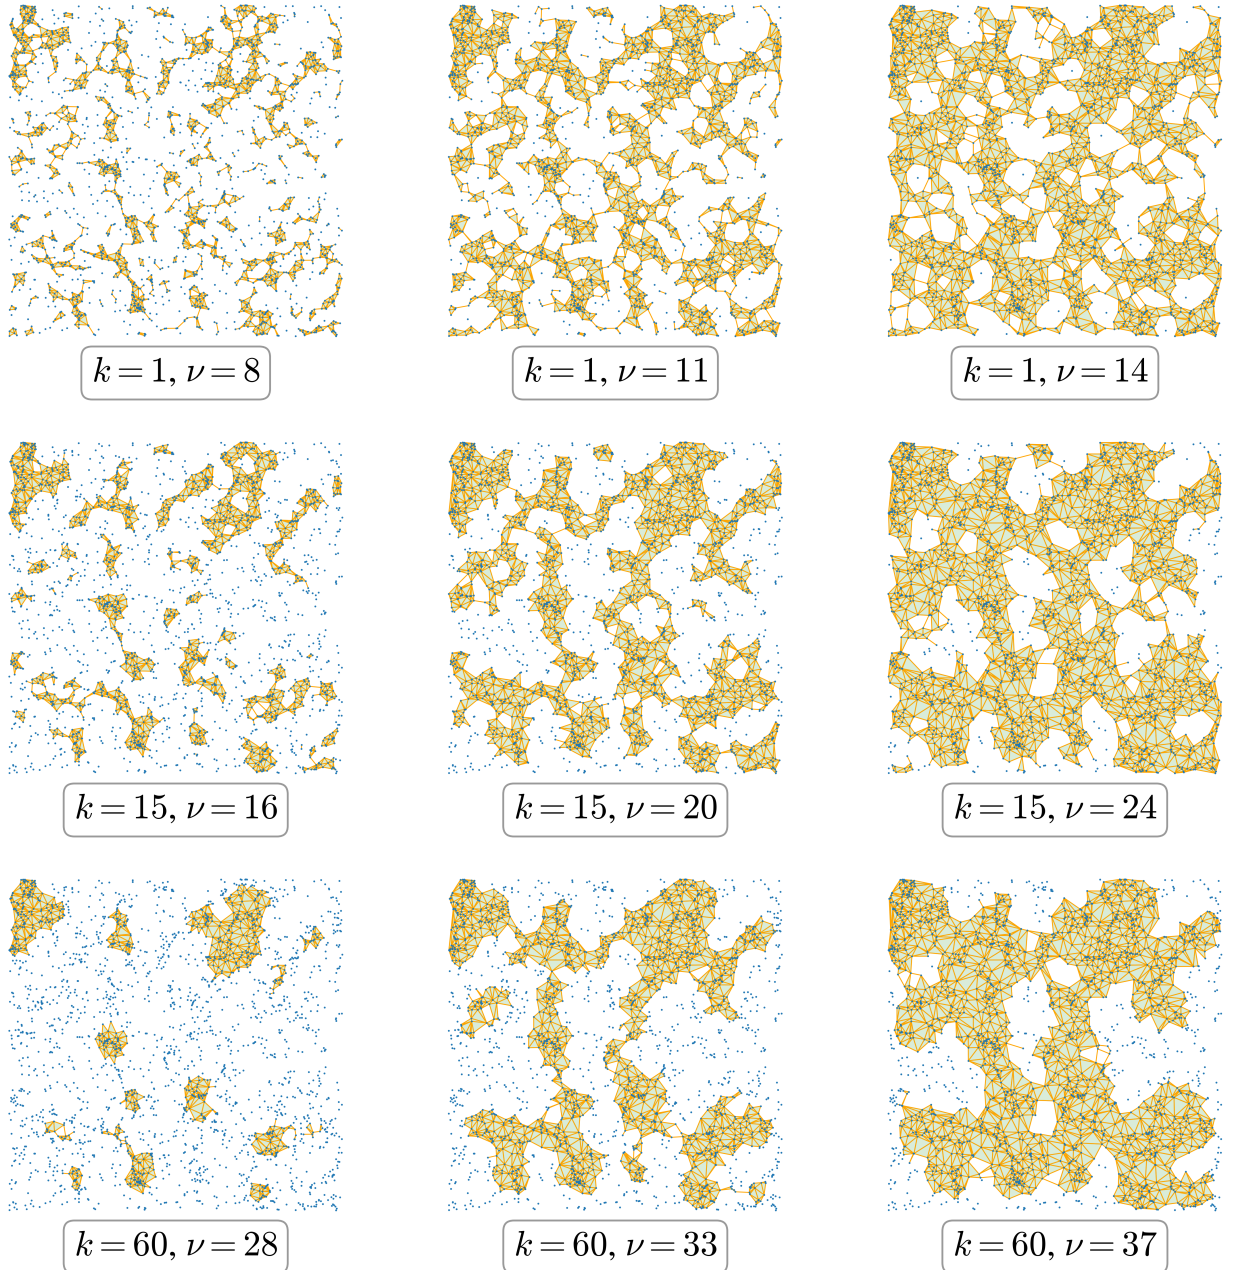 k = 1, ν = 8
k = 1, ν = 11
k = 1, ν = 14
k = 15, ν = 16
k = 15, ν = 20
k = 15, ν = 24
k = 60, ν = 28
k = 60, ν = 33
k = 60, ν = 37